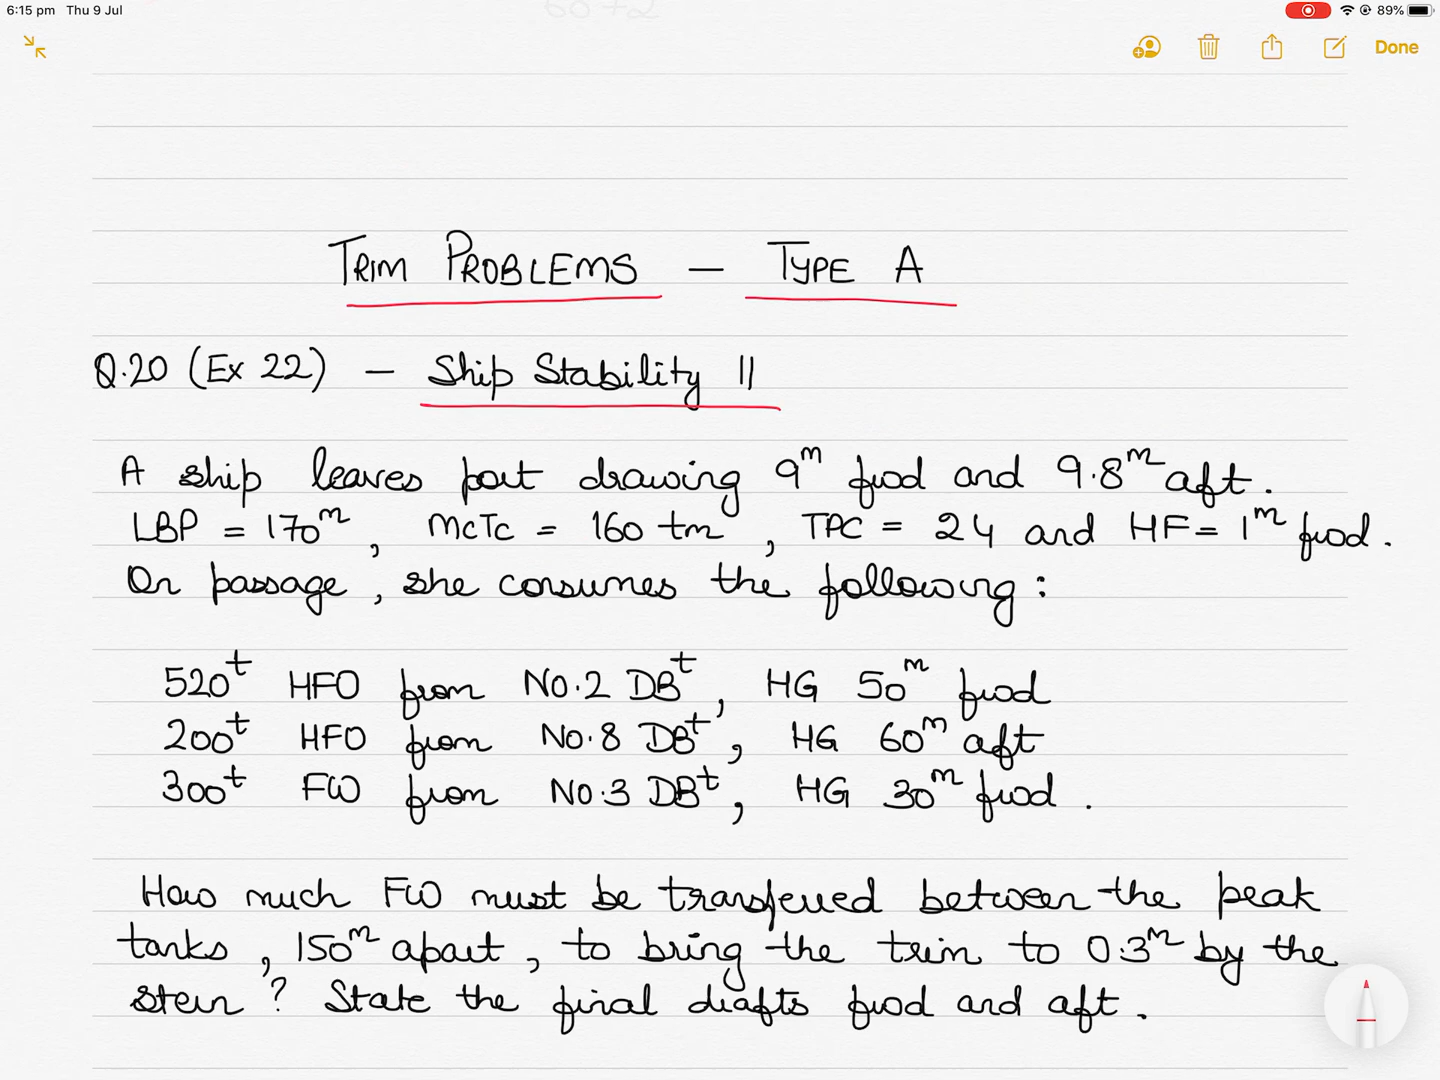 6:15 pm Thu 9 Jul
89%
Done
TRIM PROBLEMS — TYPE A
Q.20 (Ex 22) — Ship Stability II
A ship leaves port drawing 9m fwd and 9.8m aft.
LBP = 170m, MCTC = 160 tm, TPC = 24 and HF = 1m fwd.
On passage, she consumes the following:
520t HFO from NO.2 DBt, HG 50m fwd
200t HFO from NO.8 DBt, HG 60m aft
300t FW from NO.3 DBt, HG 30m fwd.
How much FW must be transferred between the peak
tanks, 150m apart, to bring the trim to 0.3m by the
stern? State the final drafts fwd and aft.